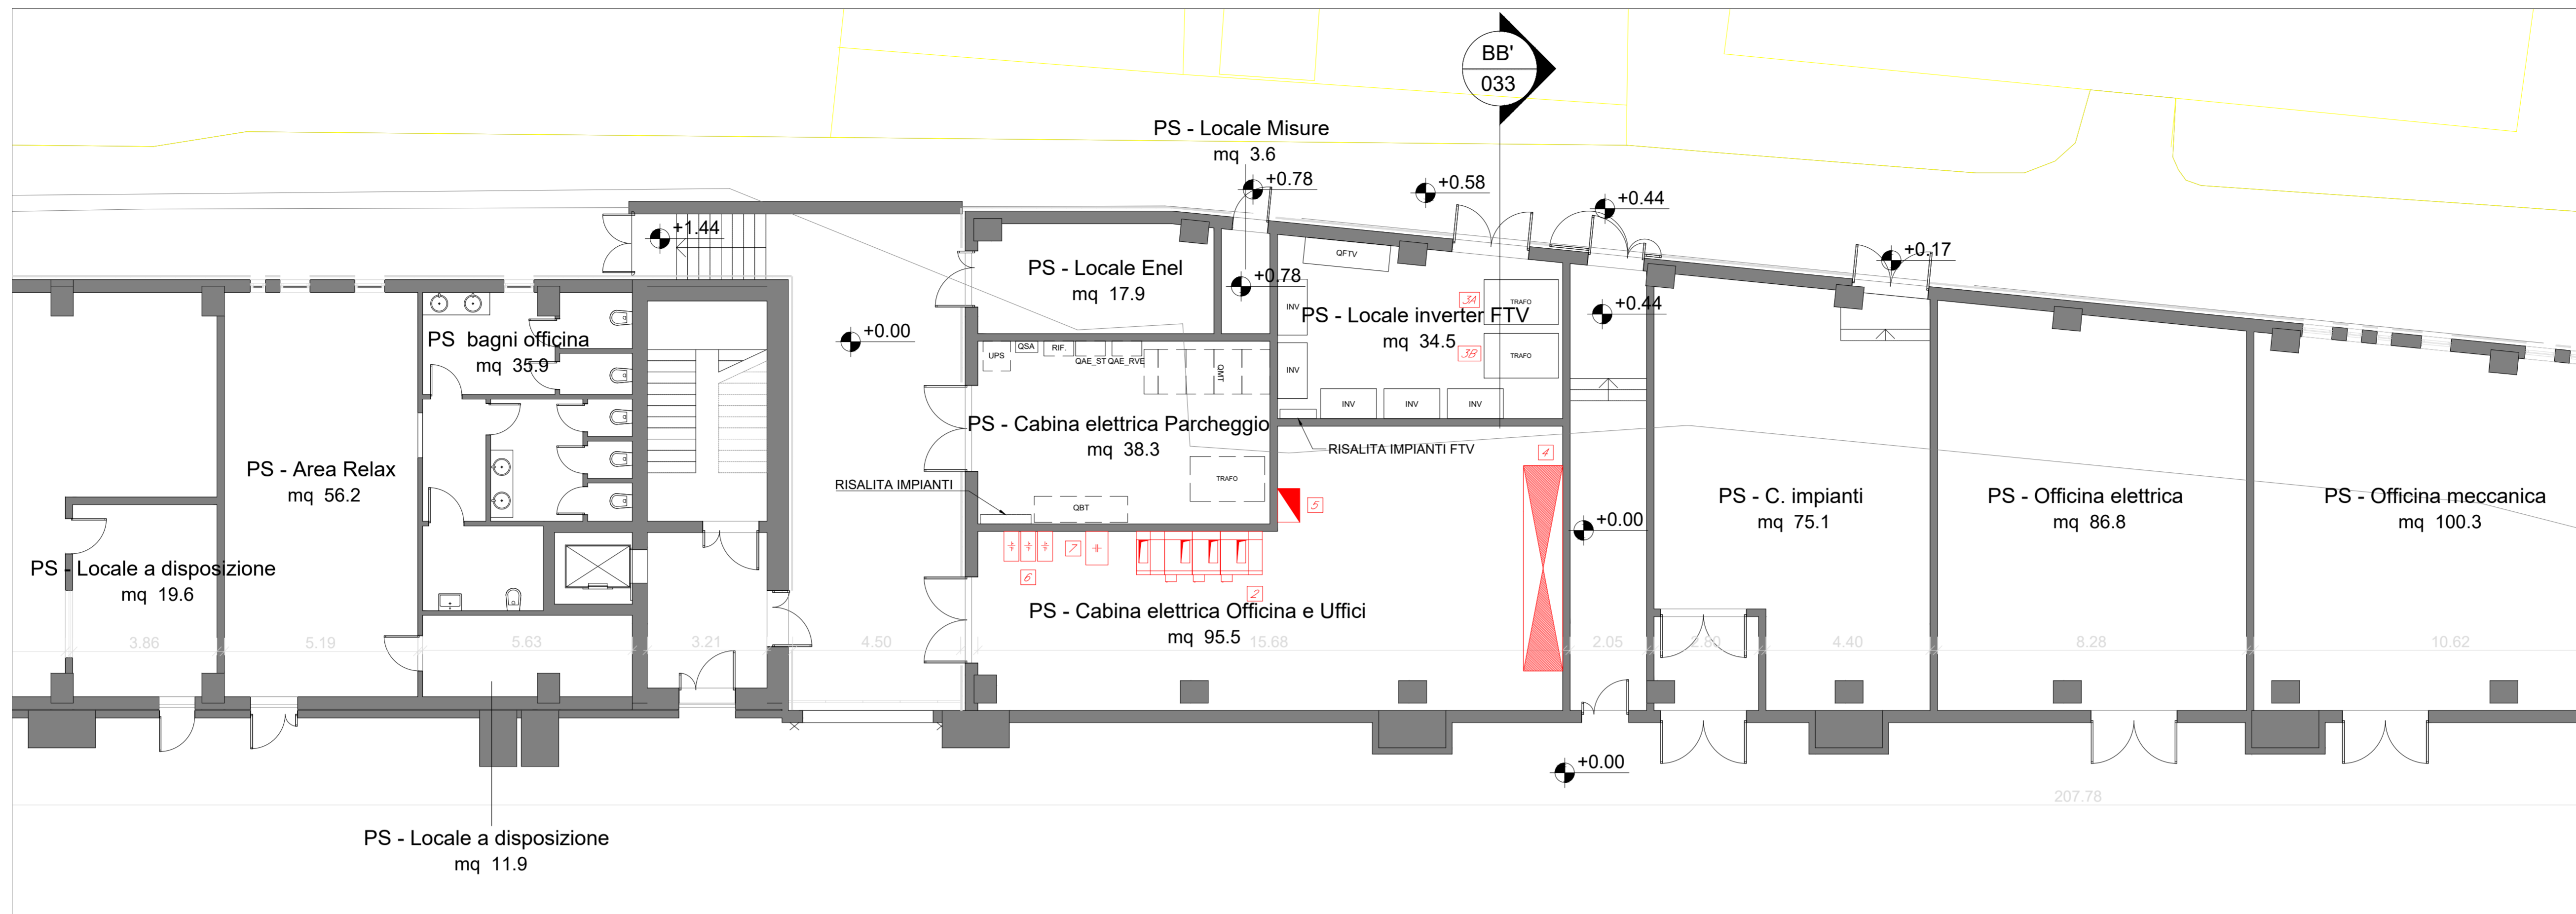 BB'
033
PS - Locale Misure
mq 3.6
+0.78
+0.58
+0.44
+1.44
+0.17
PS - Locale Enel
mq 17.9
+0.78
QFTV
INV
3A
TRAFO
+0.44
PS - Locale inverter FTV
mq 34.5
3B
TRAFO
INV
INV
INV
INV
PS bagni officina
mq 35.9
+0.00
UPS
QSA
RIF.
QAE_ST
QAE_RVE
QMT
PS - Cabina elettrica Parcheggio
mq 38.3
TRAFO
QBT
RISALITA IMPIANTI
RISALITA IMPIANTI FTV
4
5
PS - Area Relax
mq 56.2
PS - C. impianti
mq 75.1
PS - Officina elettrica
mq 86.8
PS - Officina meccanica
mq 100.3
+0.00
PS - Locale a disposizione
mq 19.6
6
7
2
PS - Cabina elettrica Officina e Uffici
mq 95.5
3.86
5.19
5.63
3.21
4.50
15.68
2.05
2.80
4.40
8.28
10.62
+0.00
207.78
PS - Locale a disposizione
mq 11.9